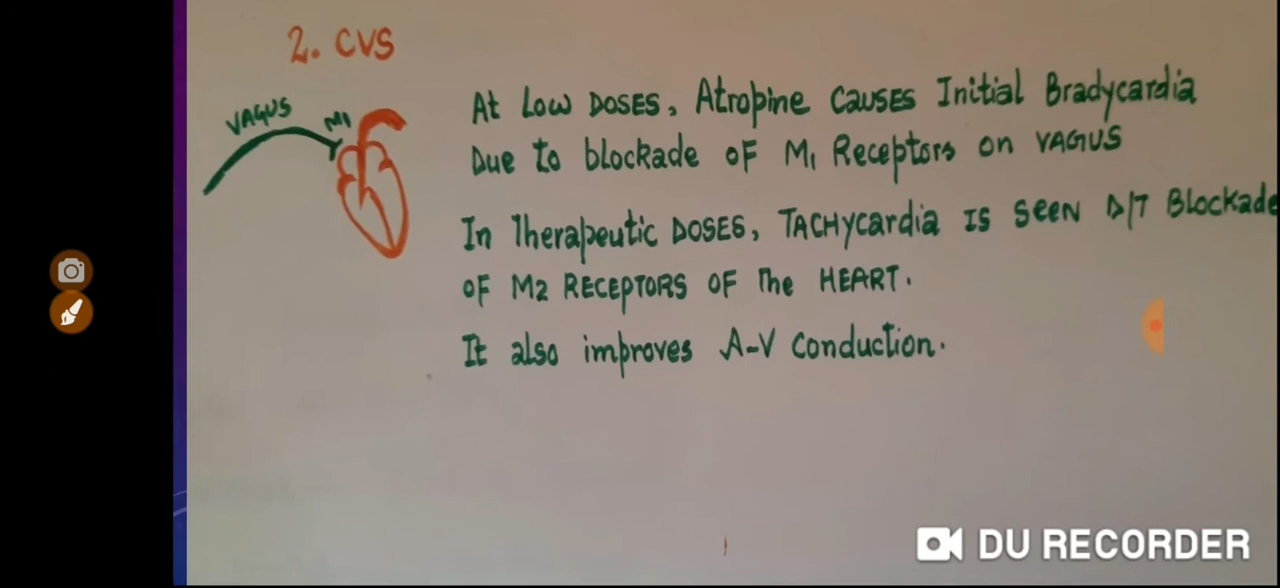 2. CVS
VAGUS
M1
At Low DOSES, Atropine CAUSES Initial Bradycardia
Due to blockade OF M1 Receptors on VAGUS
In Therapeutic DOSES, TACHycardia IS SEEN D/T Blockade
OF M2 RECEPTORS OF The HEART.
It also improves A-V Conduction.
DU RECORDER